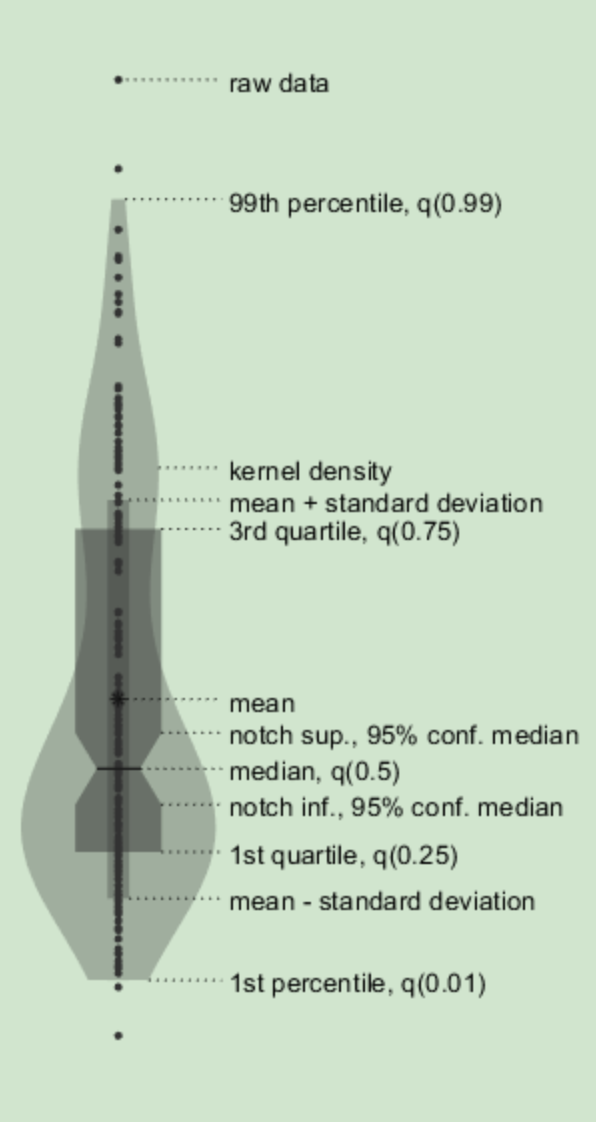 raw data
99th percentile, q(0.99)
kernel density
mean + standard deviation
3rd quartile, q(0.75)
mean
notch sup., 95% conf. median
median, q(0.5)
notch inf., 95% conf. median
1st quartile, q(0.25)
mean - standard deviation
1st percentile, q(0.01)